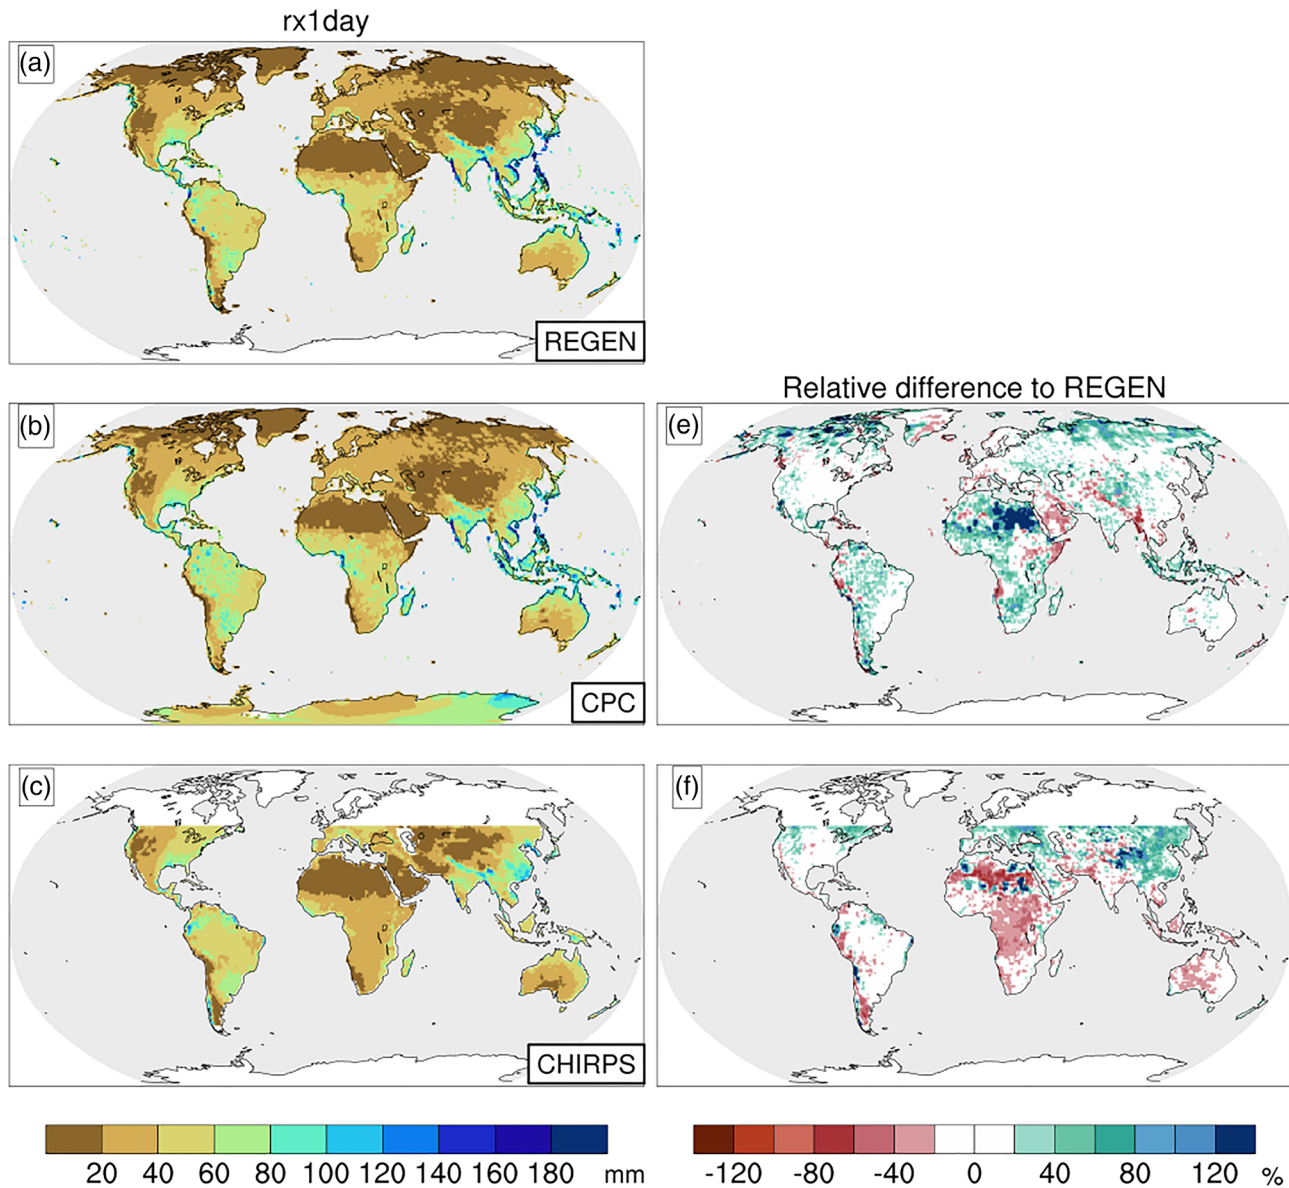 rx1day
(a)
REGEN
Relative difference to REGEN
(b)
CPC
(e)
(c)
CHIRPS
(f)
20 40 60 80 100 120 140 160 180 mm
-120 -80 -40 0 40 80 120 %